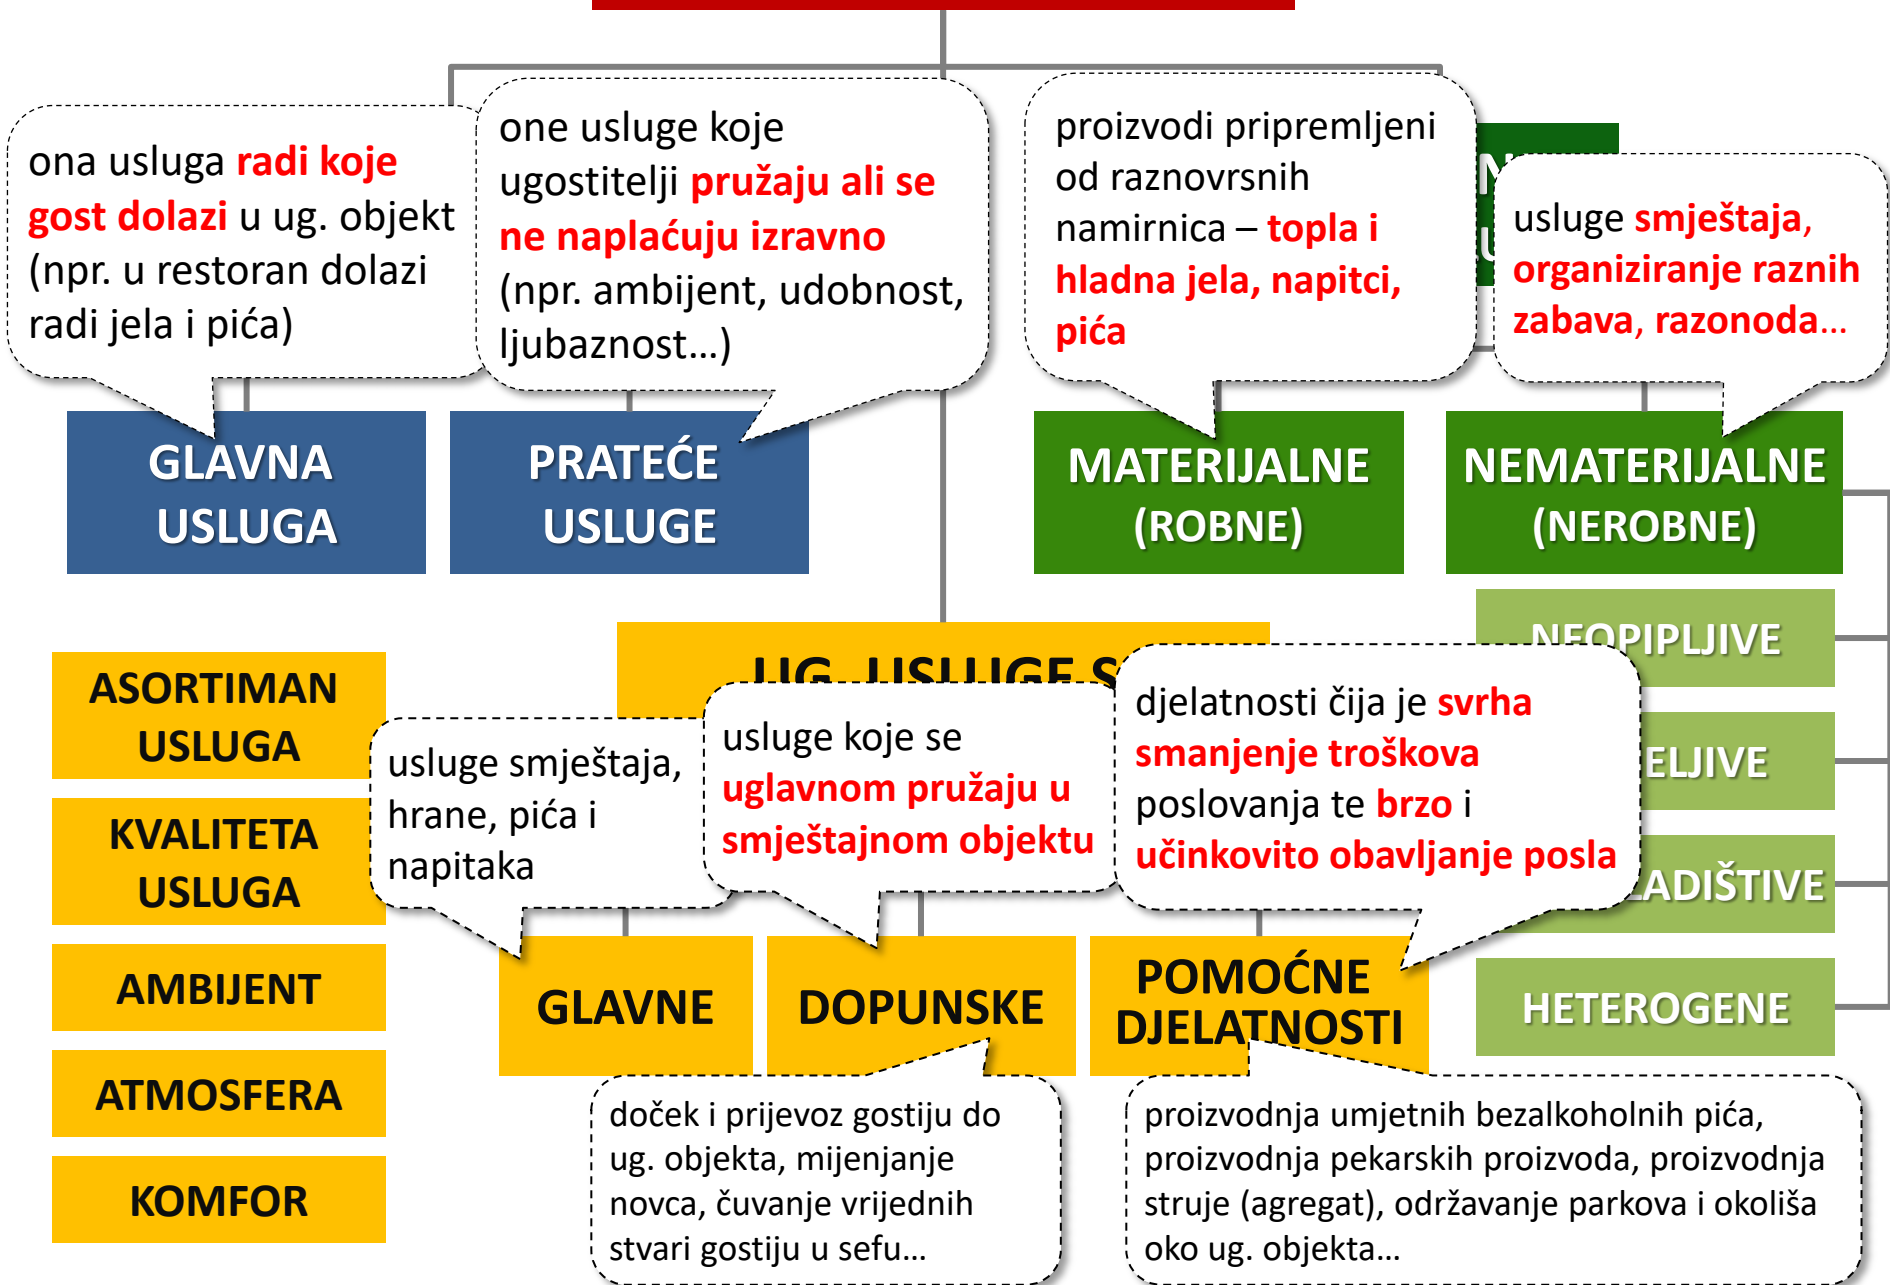 ona usluga radi koje
gost dolazi u ug. objekt
(npr. u restoran dolazi
radi jela i pića)
one usluge koje
ugostitelji pružaju ali se
ne naplaćuju izravno
(npr. ambijent, udobnost,
ljubaznost...)
proizvodi pripremljeni
od raznovrsnih
namirnica – topla i
hladna jela, napitci,
pića
usluge smještaja,
organiziranje raznih
zabava, razonoda...
GLAVNA
USLUGA
PRATEĆE
USLUGE
MATERIJALNE
(ROBNE)
NEMATERIJALNE
(NEROBNE)
NEOPIPLJIVE
ELJIVE
ADIŠTIVE
HETEROGENE
UG. USLUGE
ASORTIMAN
USLUGA
KVALITETA
USLUGA
AMBIJENT
ATMOSFERA
KOMFOR
usluge smještaja,
hrane, pića i
napitaka
usluge koje se
uglavnom pružaju u
smještajnom objektu
djelatnosti čija je svrha
smanjenje troškova
poslovanja te brzo i
učinkovito obavljanje posla
GLAVNE
DOPUNSKE
POMOĆNE
DJELATNOSTI
doček i prijevoz gostiju do
ug. objekta, mijenjanje
novca, čuvanje vrijednih
stvari gostiju u sefu...
proizvodnja umjetnih bezalkoholnih pića,
proizvodnja pekarskih proizvoda, proizvodnja
struje (agregat), održavanje parkova i okoliša
oko ug. objekta...